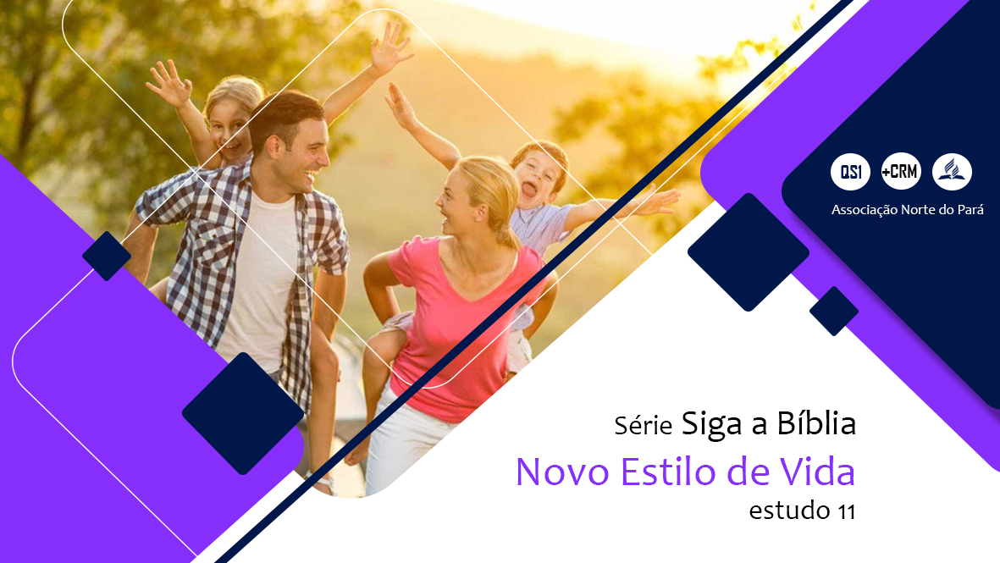 QS1 +CRM
Associação Norte do Pará
Série Siga a Bíblia
Novo Estilo de Vida
estudo 11